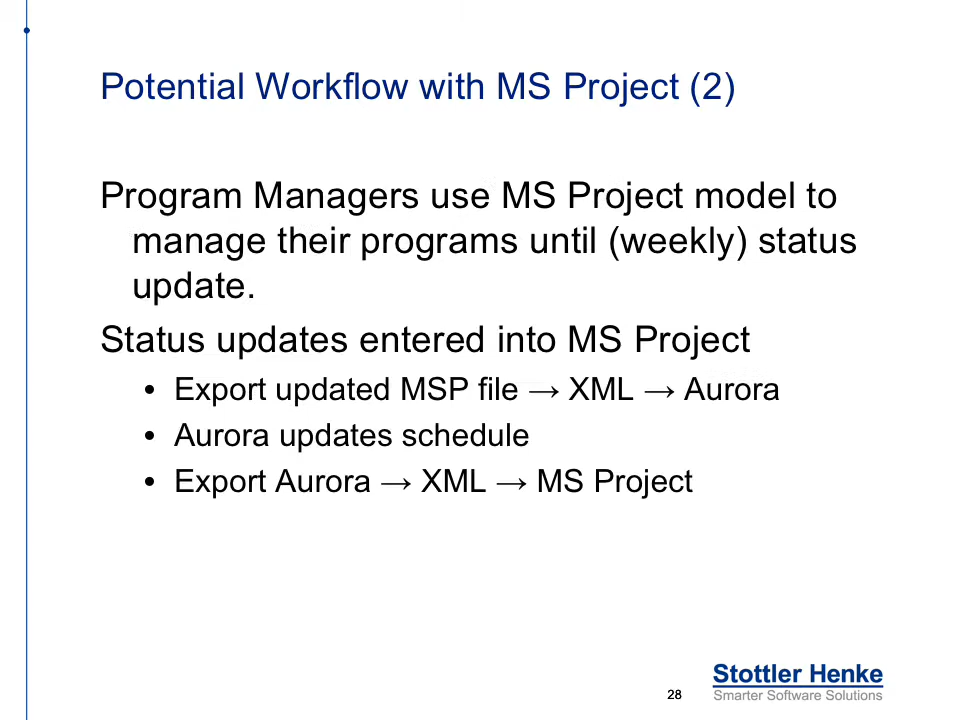 Potential Workflow with MS Project (2)
Program Managers use MS Project model to
manage their programs until (weekly) status
update.
Status updates entered into MS Project
• Export updated MSP file → XML → Aurora
• Aurora updates schedule
• Export Aurora → XML → MS Project
28
Stottler Henke
Smarter Software Solutions